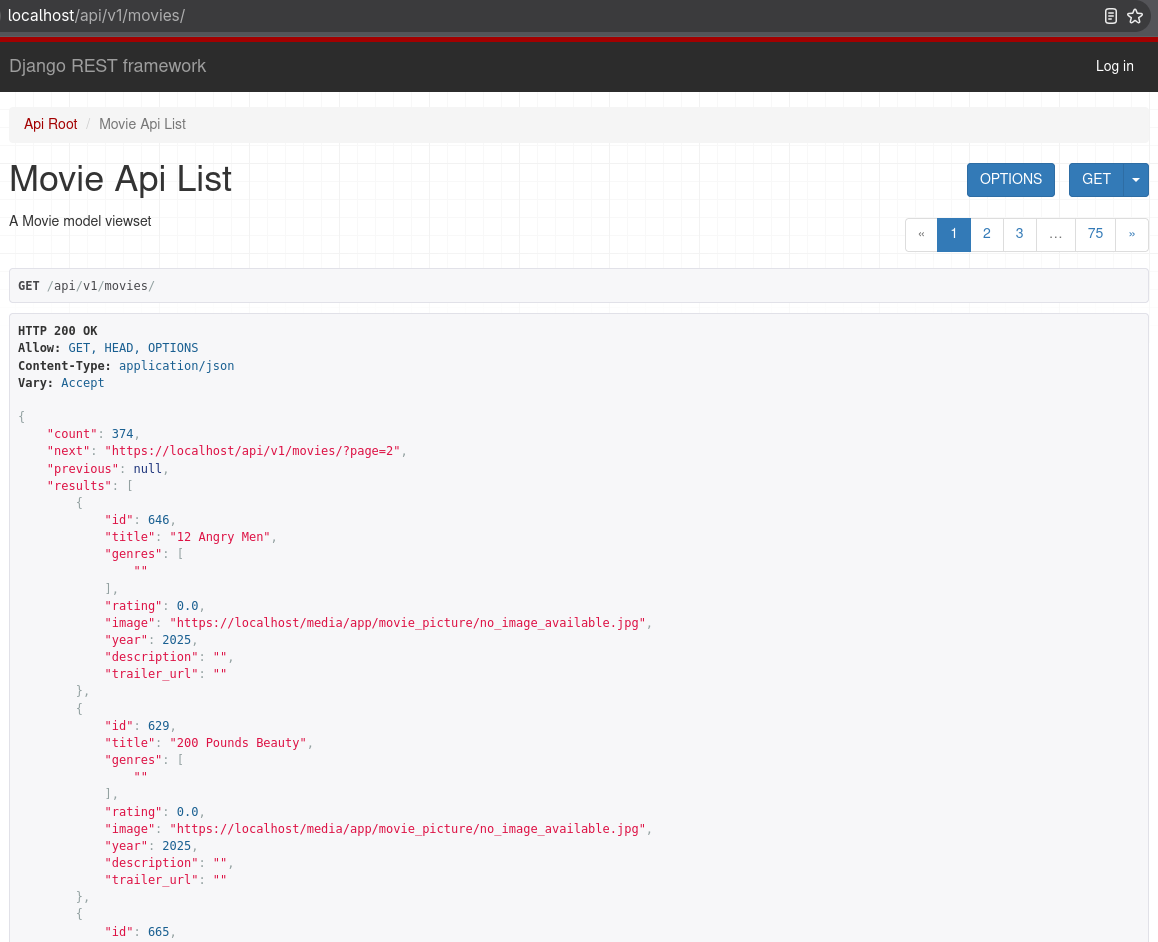 localhost/api/v1/movies/
Django REST framework
Log in
Api Root / Movie Api List
Movie Api List
OPTIONS
GET
A Movie model viewset
« 1 2 3 … 75 »
GET /api/v1/movies/
HTTP 200 OK
Allow: GET, HEAD, OPTIONS
Content-Type: application/json
Vary: Accept
{
"count": 374,
"next": "https://localhost/api/v1/movies/?page=2",
"previous": null,
"results": [
{
"id": 646,
"title": "12 Angry Men",
"genres": [
""
],
"rating": 0.0,
"image": "https://localhost/media/app/movie_picture/no_image_available.jpg",
"year": 2025,
"description": "",
"trailer_url": ""
},
{
"id": 629,
"title": "200 Pounds Beauty",
"genres": [
""
],
"rating": 0.0,
"image": "https://localhost/media/app/movie_picture/no_image_available.jpg",
"year": 2025,
"description": "",
"trailer_url": ""
},
{
"id": 665,